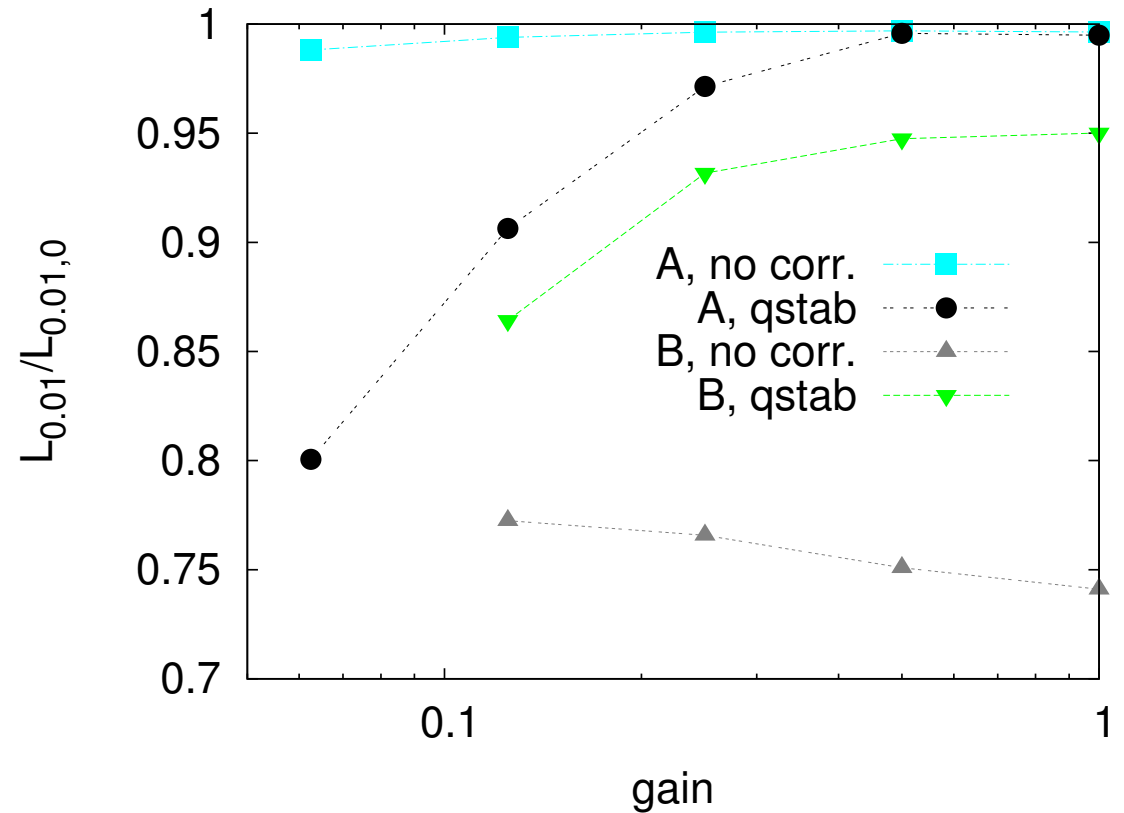 1
0.95
0.9
0.85
0.8
0.75
0.7
L0.01/L0.01,0
A, no corr.
A, qstab
B, no corr.
B, qstab
0.1
1
gain